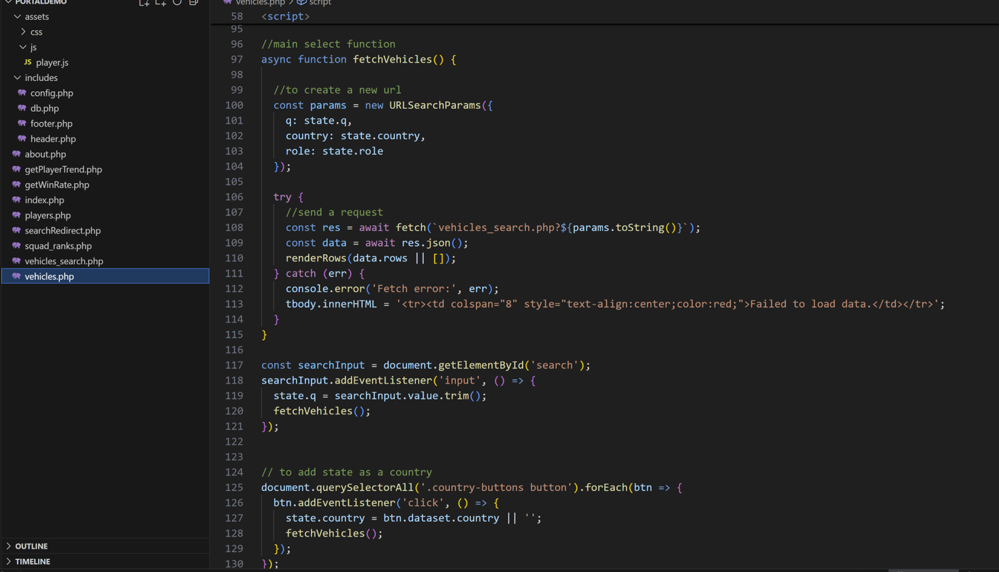 PORTALDEMO
assets
css
js
JS player.js
includes
config.php
db.php
footer.php
header.php
about.php
getPlayerTrend.php
getWinRate.php
index.php
players.php
searchRedirect.php
squad_ranks.php
vehicles_search.php
vehicles.php
OUTLINE
TIMELINE
vehicles.php > script
58 <script>
95
96 //main select function
97 async function fetchVehicles() {
98
99 //to create a new url
100 const params = new URLSearchParams({
101 q: state.q,
102 country: state.country,
103 role: state.role
104 });
105
106 try {
107 //send a request
108 const res = await fetch(`vehicles_search.php?${params.toString()}`);
109 const data = await res.json();
110 renderRows(data.rows || []);
111 } catch (err) {
112 console.error('Fetch error:', err);
113 tbody.innerHTML = '<tr><td colspan="8" style="text-align:center;color:red;">Failed to load data.</td></tr>';
114 }
115 }
116
117 const searchInput = document.getElementById('search');
118 searchInput.addEventListener('input', () => {
119 state.q = searchInput.value.trim();
120 fetchVehicles();
121 });
122
123
124 // to add state as a country
125 document.querySelectorAll('.country-buttons button').forEach(btn => {
126 btn.addEventListener('click', () => {
127 state.country = btn.dataset.country || '';
128 fetchVehicles();
129 });
130 });